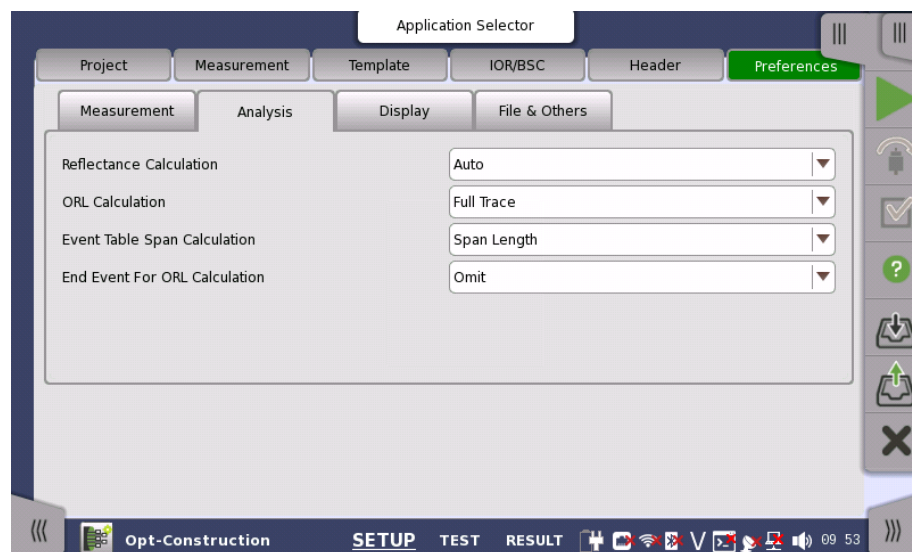 Application Selector
Project Measurement Template IOR/BSC Header Preferences
Measurement Analysis Display File & Others
Reflectance Calculation Auto
ORL Calculation Full Trace
Event Table Span Calculation Span Length
End Event For ORL Calculation Omit
Opt-Construction SETUP TEST RESULT 09 53